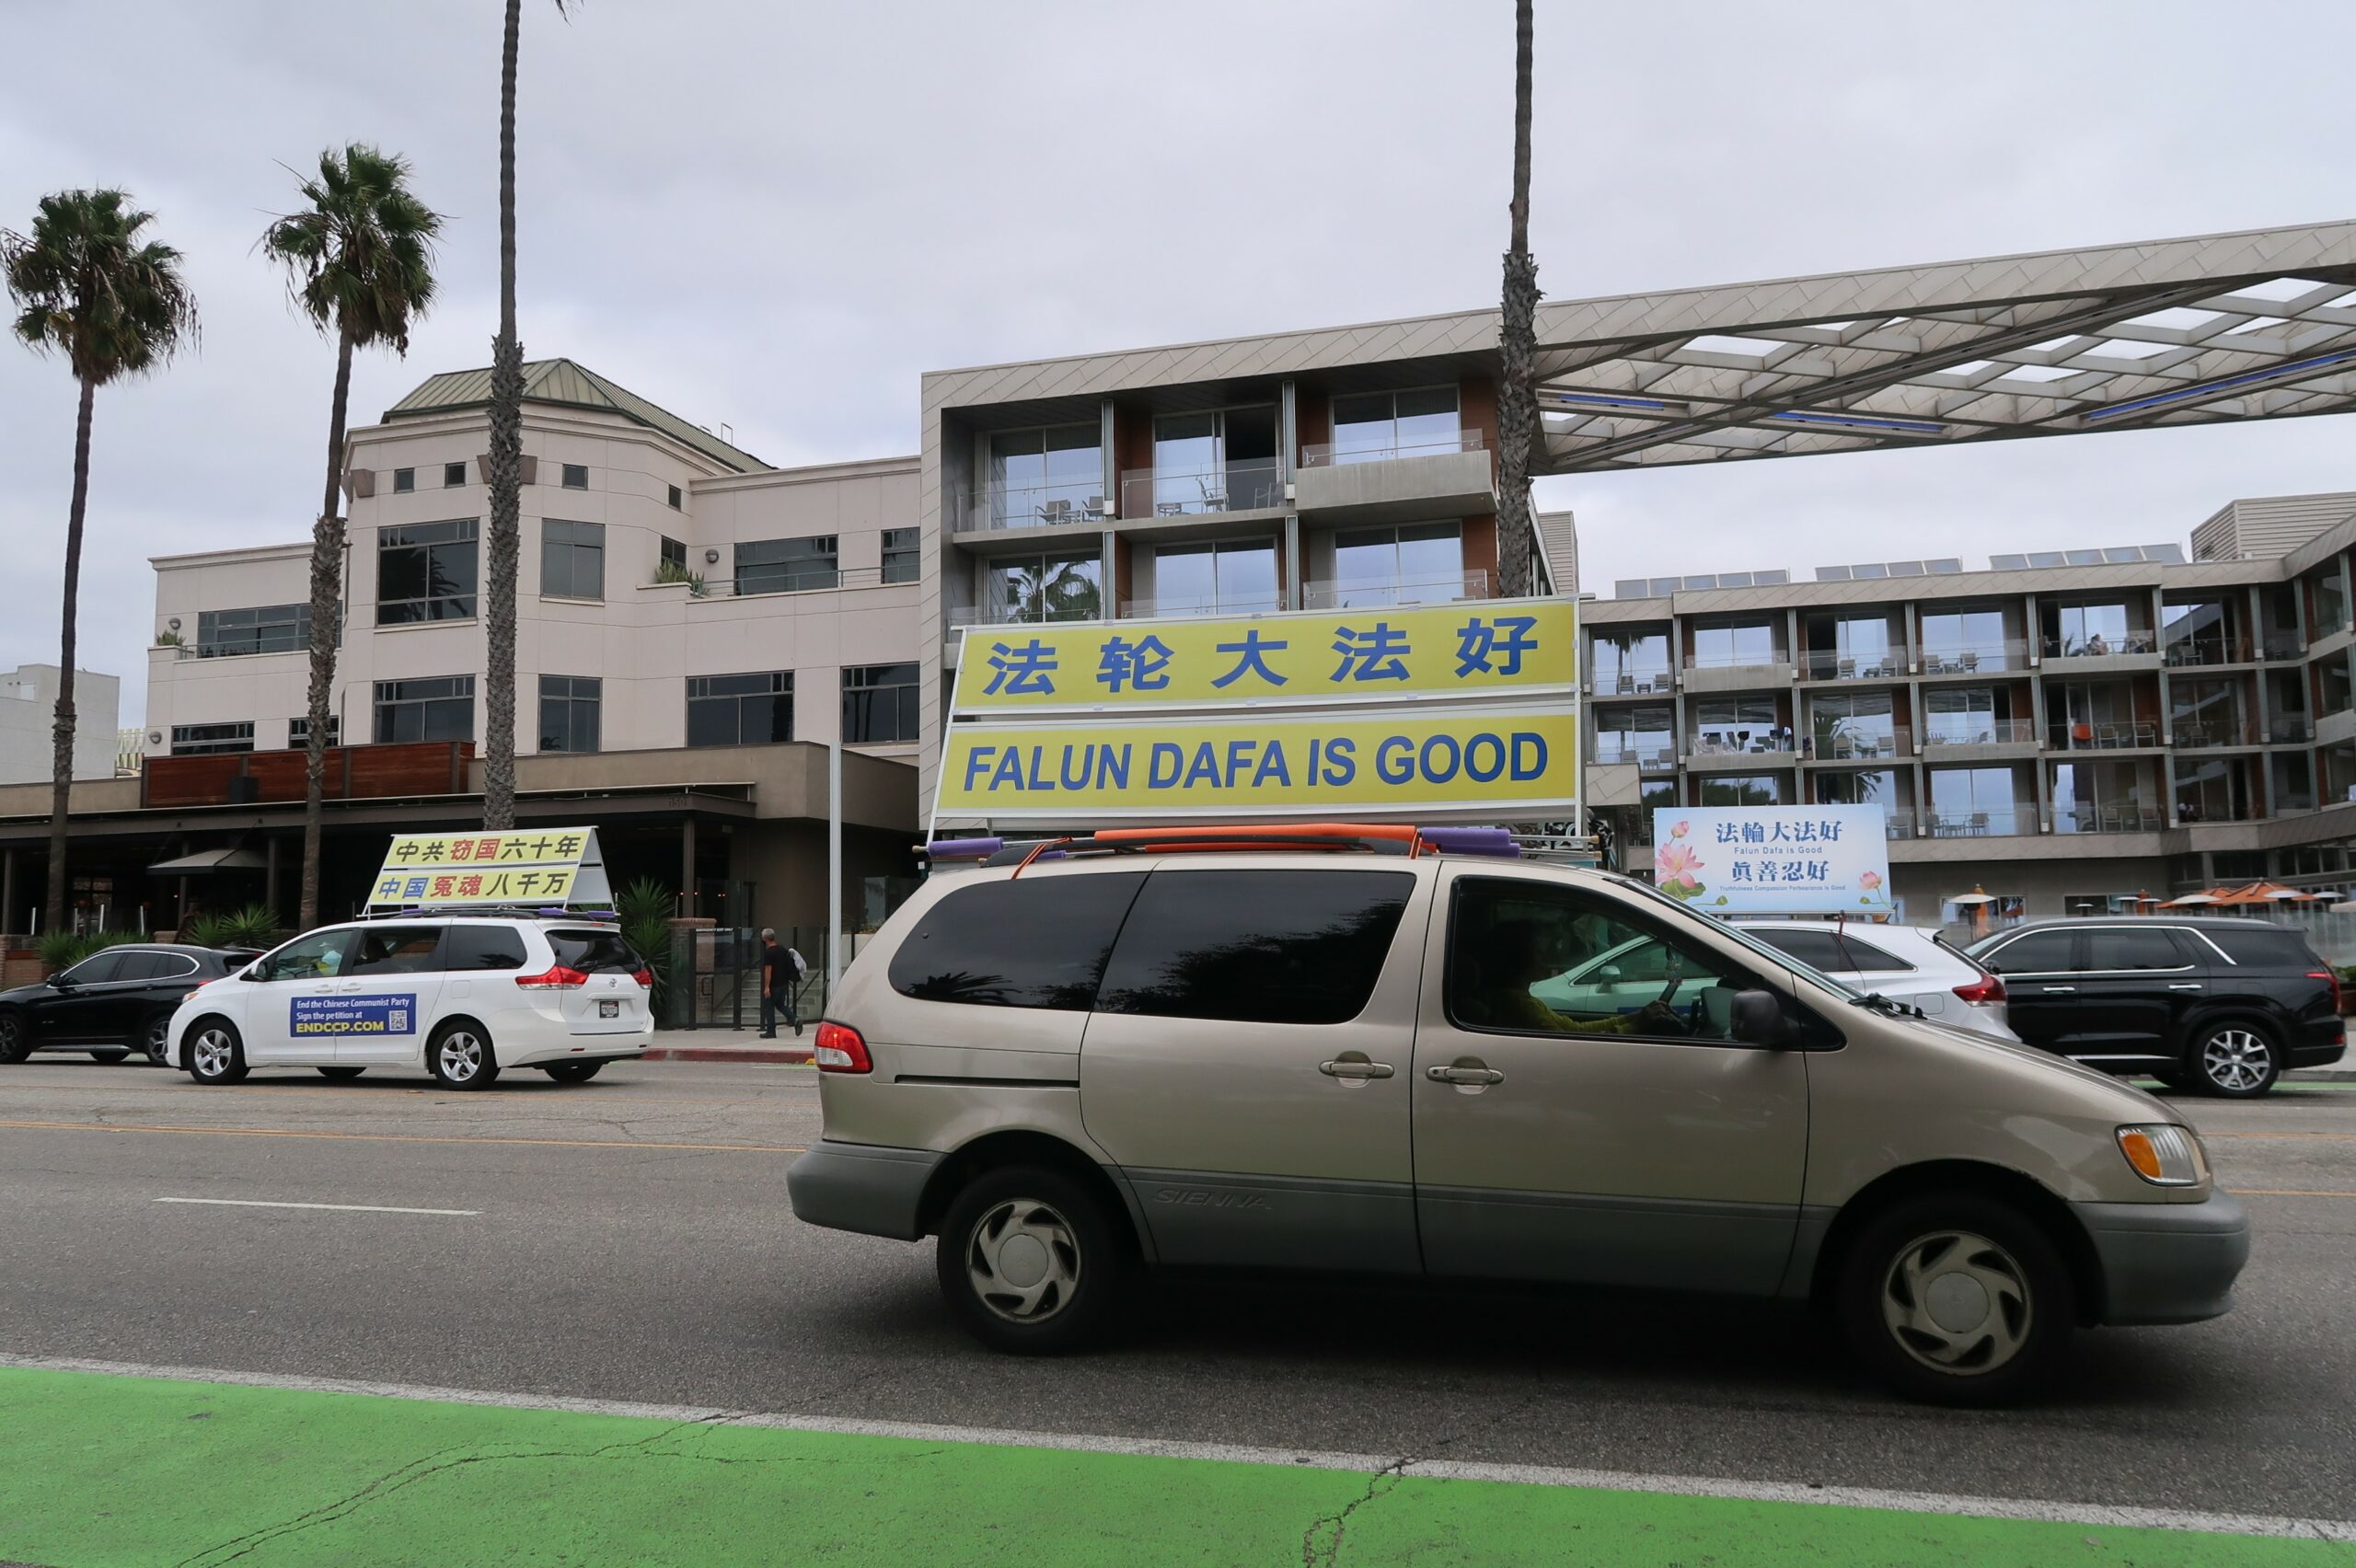 法轮大法好
FALUN DAFA IS GOOD
中共窃国六十年
中国冤魂八千万
End the Chinese Communist Party
Sign the petition at
ENDCCP.COM
法輪大法好
Falun Dafa is Good
眞善忍好
Truthfulness Compassion Forbearance is Good
SIENNA